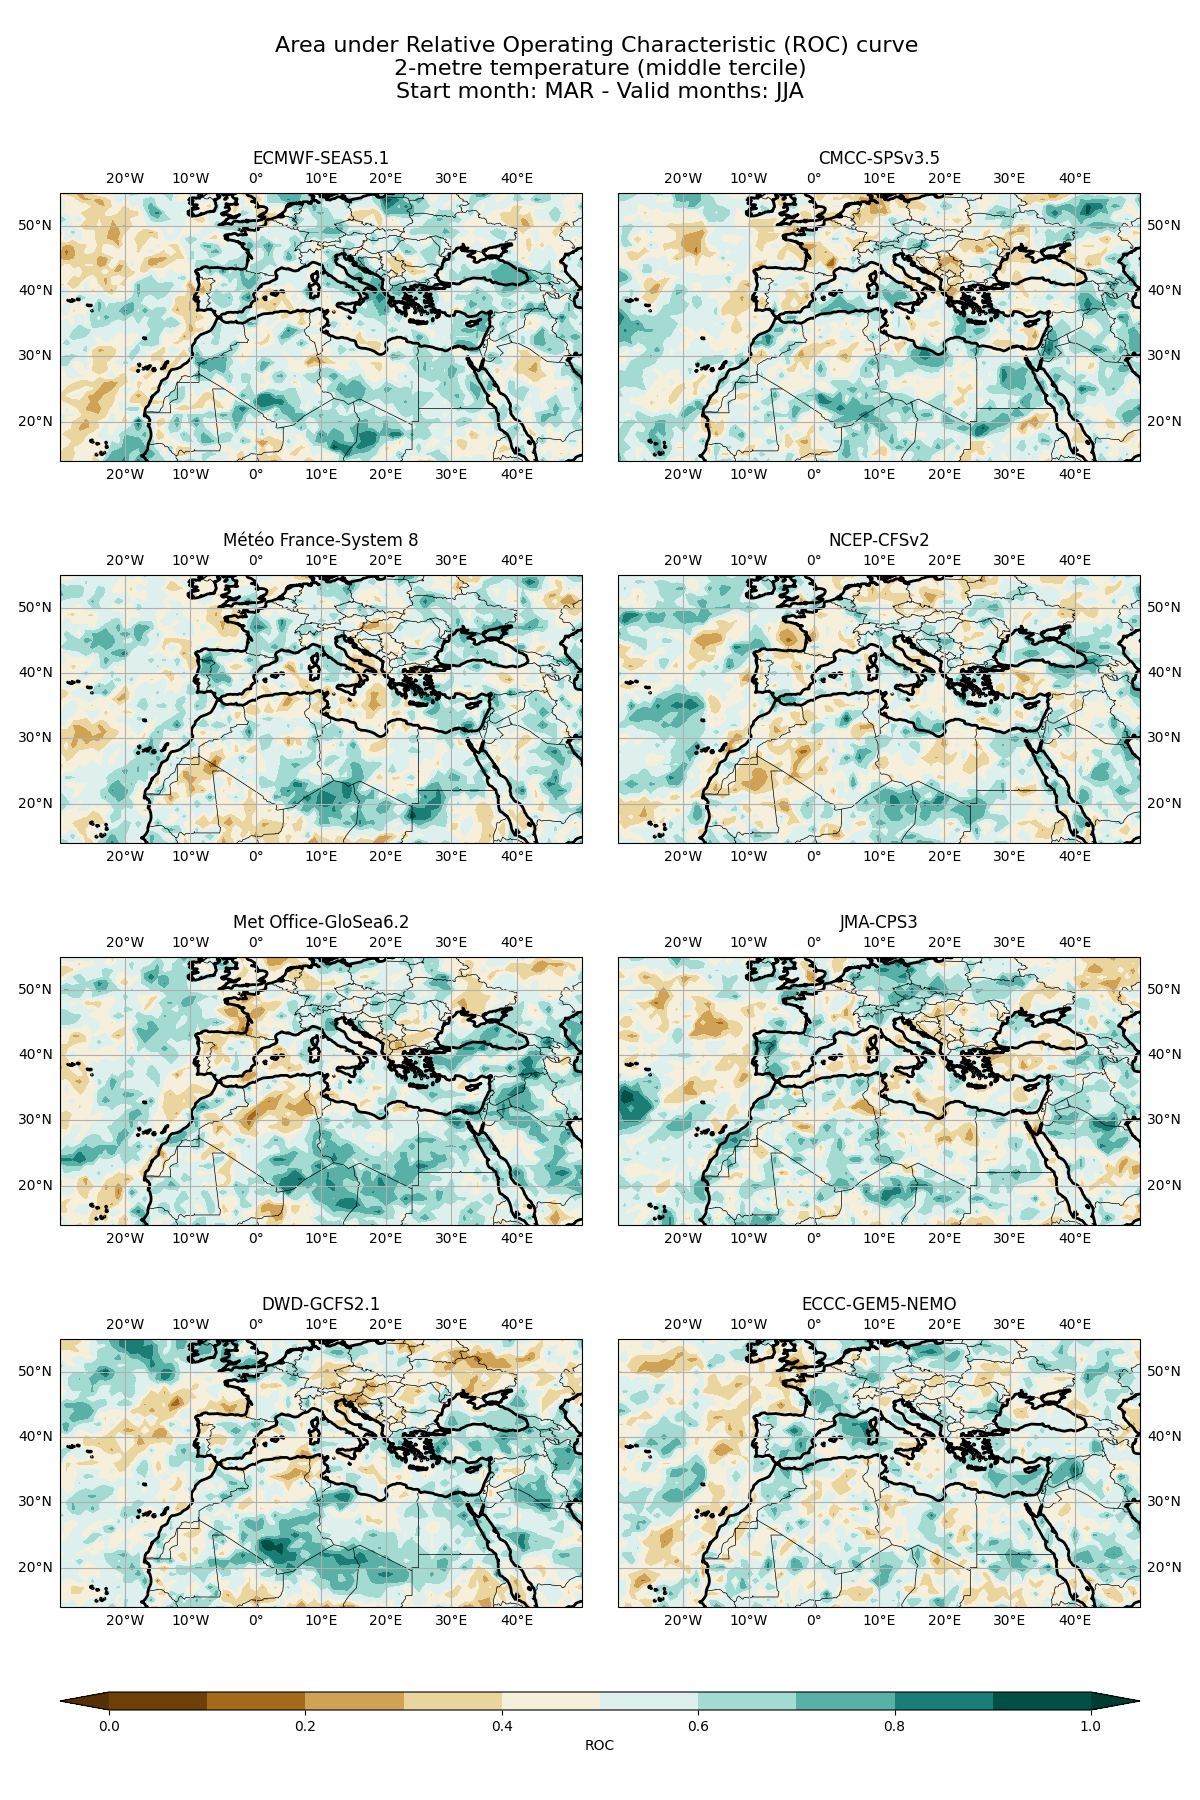 Area under Relative Operating Characteristic (ROC) curve
2-metre temperature (middle tercile)
Start month: MAR - Valid months: JJA
ECMWF-SEAS5.1
CMCC-SPSv3.5
20°W 10°W 0° 10°E 20°E 30°E 40°E
20°W 10°W 0° 10°E 20°E 30°E 40°E
50°N
50°N
40°N
40°N
30°N
30°N
20°N
20°N
20°W 10°W 0° 10°E 20°E 30°E 40°E
20°W 10°W 0° 10°E 20°E 30°E 40°E
Météo France-System 8
NCEP-CFSv2
20°W 10°W 0° 10°E 20°E 30°E 40°E
20°W 10°W 0° 10°E 20°E 30°E 40°E
50°N
50°N
40°N
40°N
30°N
30°N
20°N
20°N
20°W 10°W 0° 10°E 20°E 30°E 40°E
20°W 10°W 0° 10°E 20°E 30°E 40°E
Met Office-GloSea6.2
JMA-CPS3
20°W 10°W 0° 10°E 20°E 30°E 40°E
20°W 10°W 0° 10°E 20°E 30°E 40°E
50°N
50°N
40°N
40°N
30°N
30°N
20°N
20°N
20°W 10°W 0° 10°E 20°E 30°E 40°E
20°W 10°W 0° 10°E 20°E 30°E 40°E
DWD-GCFS2.1
ECCC-GEM5-NEMO
20°W 10°W 0° 10°E 20°E 30°E 40°E
20°W 10°W 0° 10°E 20°E 30°E 40°E
50°N
50°N
40°N
40°N
30°N
30°N
20°N
20°N
20°W 10°W 0° 10°E 20°E 30°E 40°E
20°W 10°W 0° 10°E 20°E 30°E 40°E
0.0 0.2 0.4 0.6 0.8 1.0
ROC